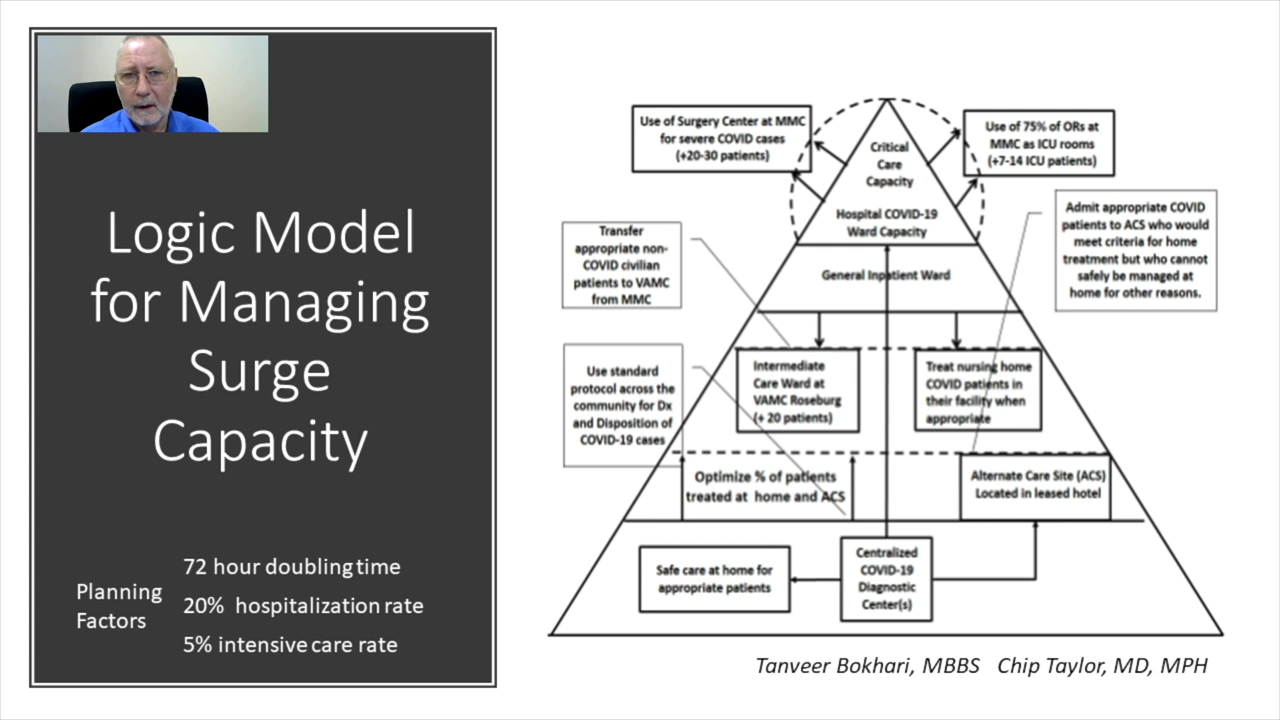 Logic Model
for Managing
Surge
Capacity
Planning
Factors
72 hour doubling time
20% hospitalization rate
5% intensive care rate
Use of Surgery Center at MMC
for severe COVID cases
(+20-30 patients)
Critical
Care
Capacity
Hospital COVID-19
Ward Capacity
Use of 75% of ORs at
MMC as ICU rooms
(+7-14 ICU patients)
Transfer
appropriate non-
COVID civilian
patients to VAMC
from MMC
General Inpatient Ward
Admit appropriate COVID
patients to ACS who would
meet criteria for home
treatment but who cannot
safely be managed at
home for other reasons.
Use standard
protocol across the
community for Dx
and Disposition of
COVID-19 cases
Intermediate
Care Ward at
VAMC Roseburg
(+ 20 patients)
Treat nursing home
COVID patients in
their facility when
appropriate
Optimize % of patients
treated at home and ACS
Alternate Care Site (ACS)
Located in leased hotel
Safe care at home for
appropriate patients
Centralized
COVID-19
Diagnostic
Center(s)
Tanveer Bokhari, MBBS Chip Taylor, MD, MPH